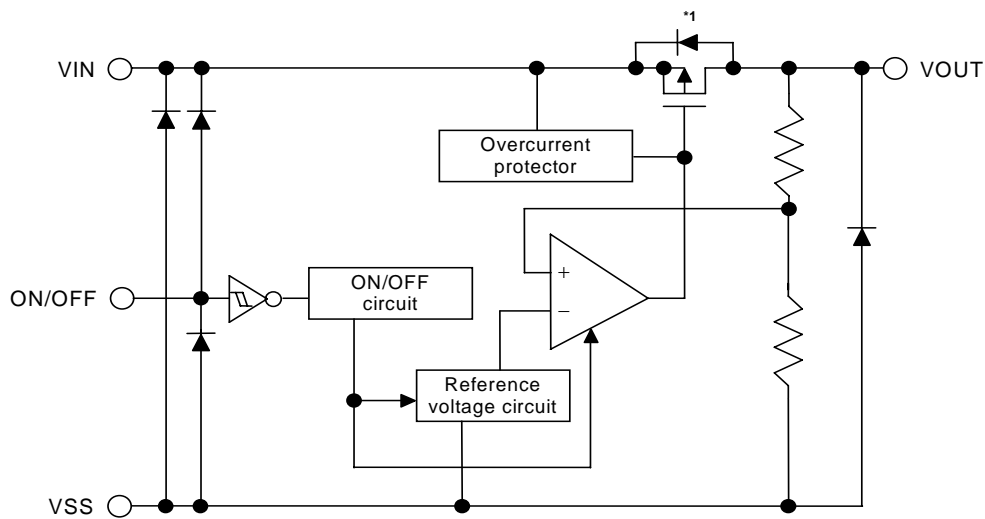 *1
VIN
VOUT
Overcurrent
protector
+
−
ON/OFF
ON/OFF
circuit
Reference
voltage circuit
VSS